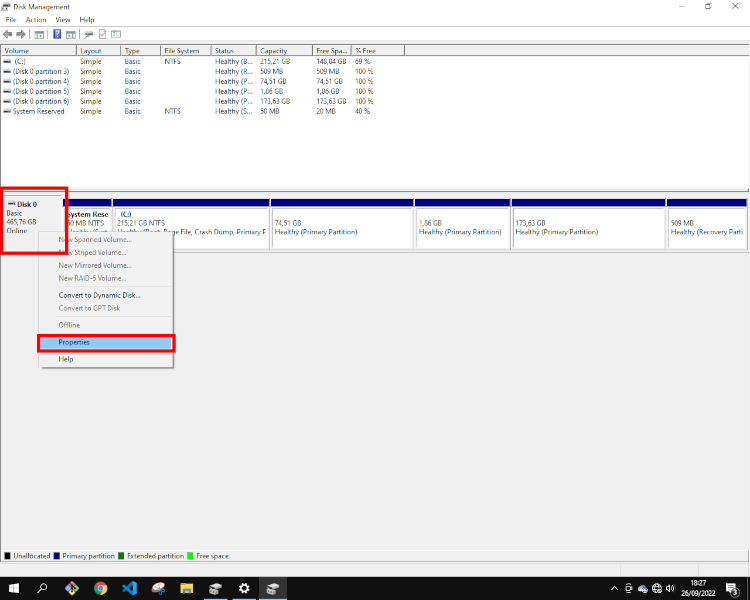 Disk Management
File Action View Help
Volume Layout Type File System Status Capacity Free Spa... % Free
(C:) Simple Basic NTFS Healthy (B... 215,21 GB 148,04 GB 69 %
(Disk 0 partition 3) Simple Basic Healthy (R... 509 MB 509 MB 100 %
(Disk 0 partition 4) Simple Basic Healthy (P... 74,51 GB 74,51 GB 100 %
(Disk 0 partition 5) Simple Basic Healthy (P... 1,86 GB 1,86 GB 100 %
(Disk 0 partition 6) Simple Basic Healthy (P... 173,63 GB 173,63 GB 100 %
System Reserved Simple Basic NTFS Healthy (S... 50 MB 20 MB 40 %
Disk 0
Basic
465,76 GB
Online
System Rese
50 MB NTFS
(C:)
215,21 GB NTFS
Page File, Crash Dump, Primary F
74,51 GB
Healthy (Primary Partition)
1,86 GB
Healthy (Primary Partition)
173,63 GB
Healthy (Primary Partition)
509 MB
Healthy (Recovery Parti
New Spanned Volume...
New Striped Volume...
New Mirrored Volume...
New RAID-5 Volume...
Convert to Dynamic Disk...
Convert to GPT Disk
Offline
Properties
Help
Unallocated Primary partition Extended partition Free space
18:27
26/09/2022
3